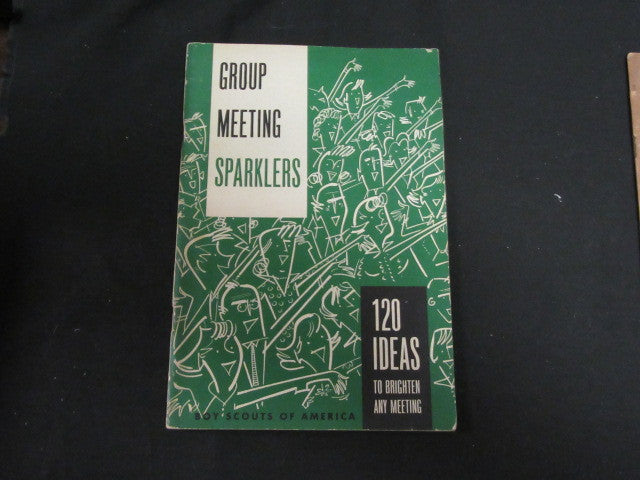 GROUP
MEETING
SPARKLERS
120
IDEAS
TO BRIGHTEN
ANY MEETING
BOY SCOUTS OF AMERICA